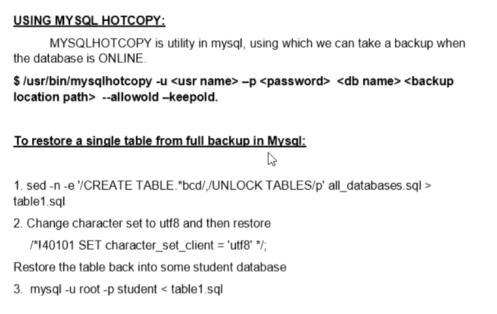 USING MYSQL HOTCOPY:
MYSQLHOTCOPY is utility in mysql, using which we can take a backup when
the database is ONLINE.
$ /usr/bin/mysqlhotcopy -u <usr name> –p <password> <db name> <backup
location path> --allowold –keepold.
To restore a single table from full backup in Mysql:
1. sed -n -e '/CREATE TABLE.*bcd/,/UNLOCK TABLES/p' all_databases.sql >
table1.sql
2. Change character set to utf8 and then restore
/*!40101 SET character_set_client = 'utf8' */;
Restore the table back into some student database
3. mysql -u root -p student < table1.sql